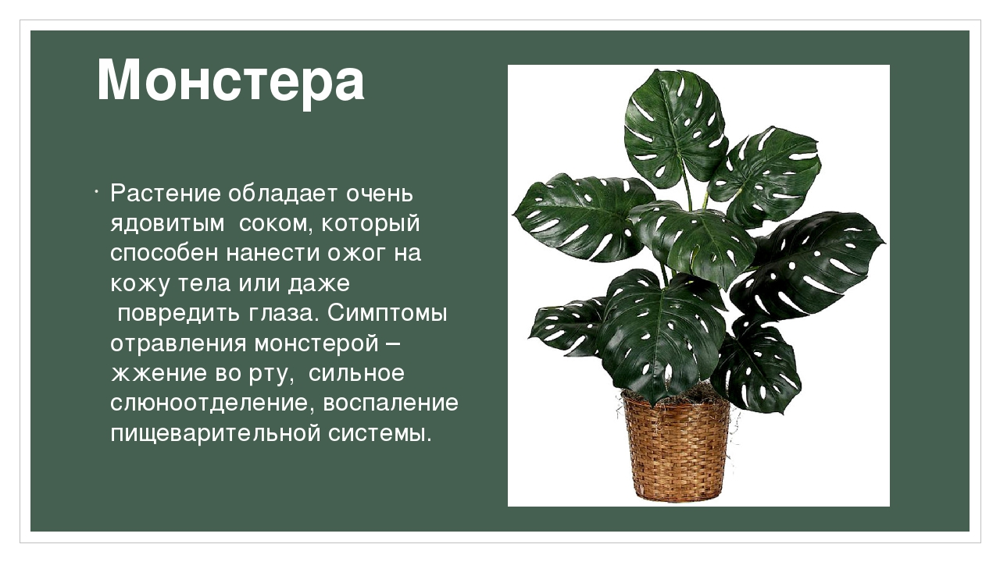 Монстера
· Растение обладает очень
ядовитым  соком, который
способен нанести ожог на
кожу тела или даже
 повредить глаза. Симптомы
отравления монстерой –
жжение во рту,  сильное
слюноотделение, воспаление
пищеварительной системы.